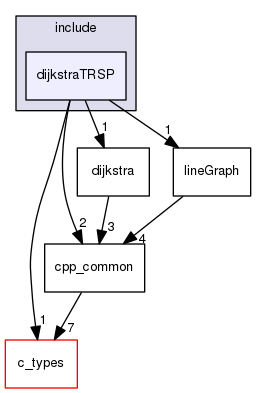 include
dijkstraTRSP
1
1
dijkstra
lineGraph
2
3
4
cpp_common
1
7
c_types